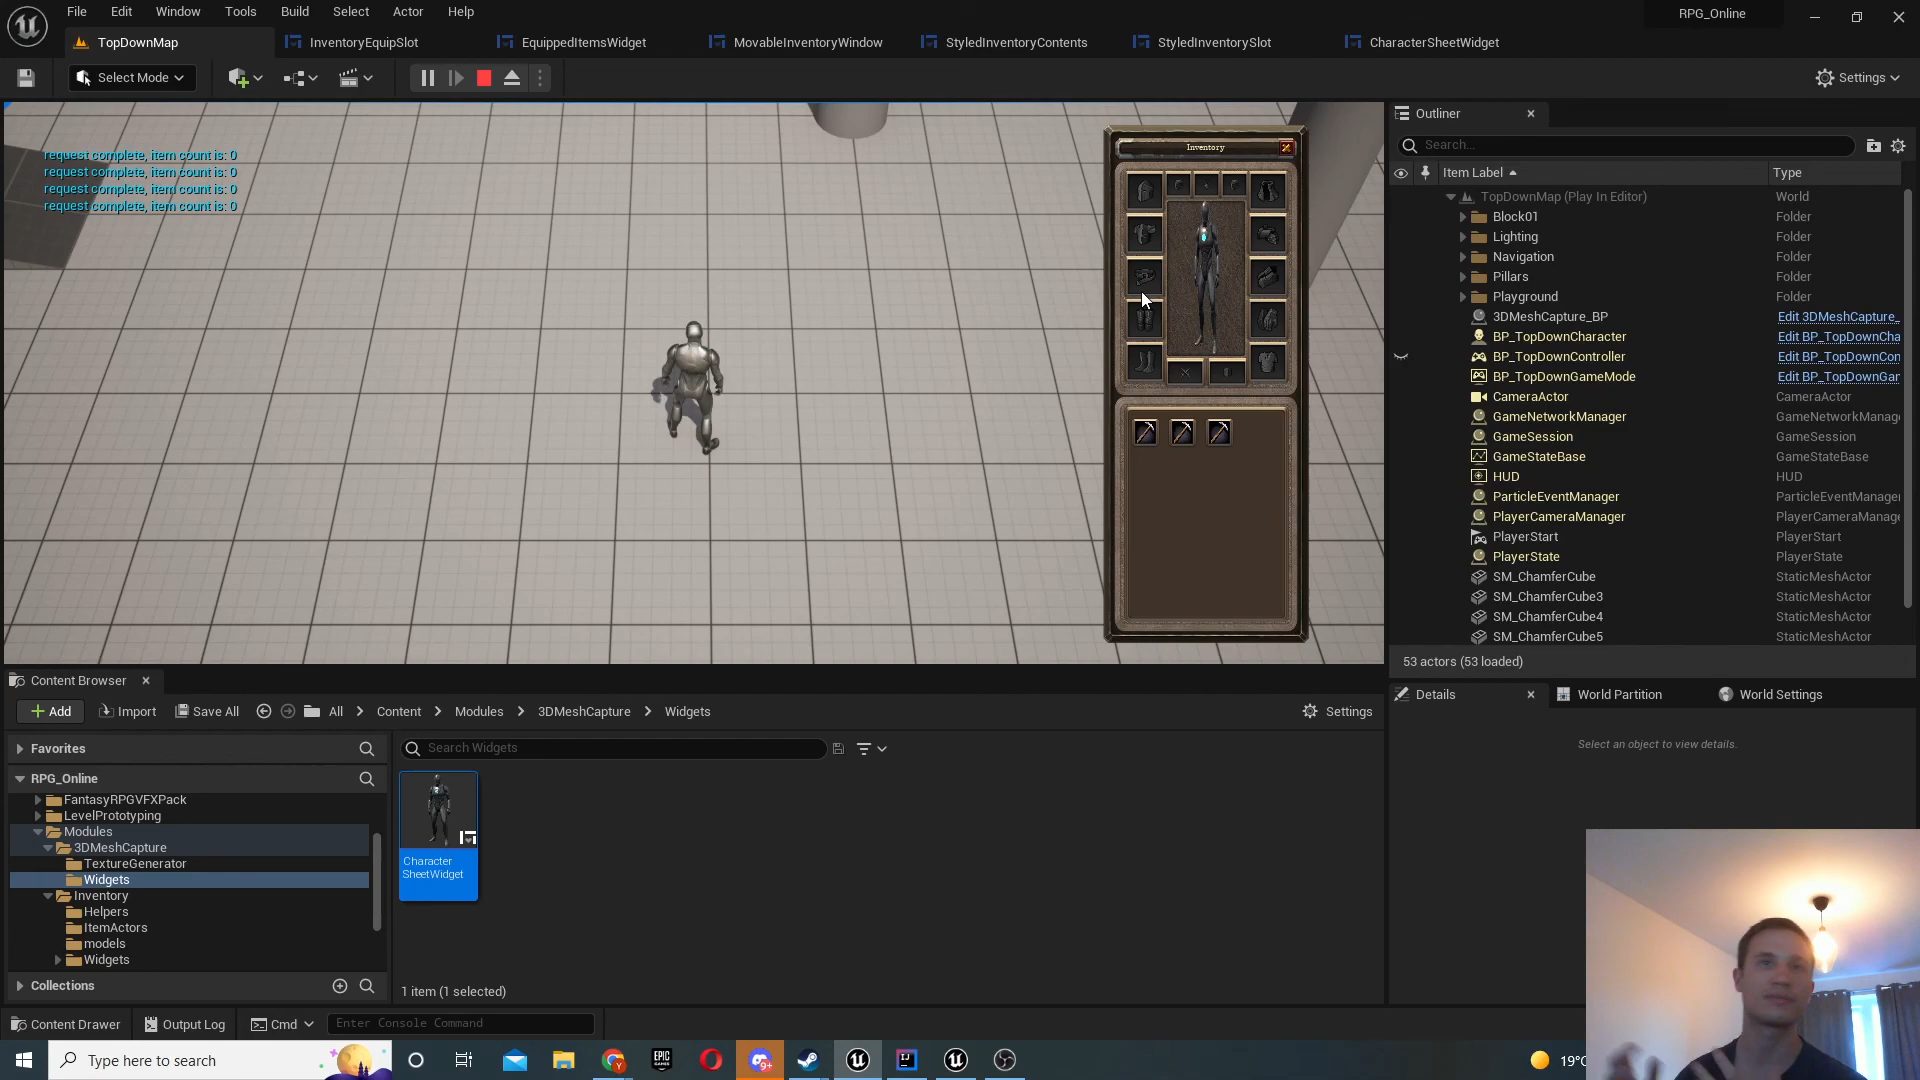 File Edit Window Tools Build Select Actor Help
RPG_Online
TopDownMap
InventoryEquipSlot
EquippedItemsWidget
MovableInventoryWindow
StyledInventoryContents
StyledInventorySlot
CharacterSheetWidget
Select Mode
Settings
request complete, item count is: 0
request complete, item count is: 0
request complete, item count is: 0
request complete, item count is: 0
Inventory
Outliner
Search...
Item Label
Type
TopDownMap (Play In Editor) World
Block01 Folder
Lighting Folder
Navigation Folder
Pillars Folder
Playground Folder
3DMeshCapture_BP Edit 3DMeshCapture_
BP_TopDownCharacter Edit BP_TopDownCha
BP_TopDownController Edit BP_TopDownCon
BP_TopDownGameMode Edit BP_TopDownGar
CameraActor CameraActor
GameNetworkManager GameNetworkMana
GameSession GameSession
GameStateBase GameStateBase
HUD HUD
ParticleEventManager ParticleEventManager
PlayerCameraManager PlayerCameraManage
PlayerStart PlayerStart
PlayerState PlayerState
SM_ChamferCube StaticMeshActor
SM_ChamferCube3 StaticMeshActor
SM_ChamferCube4 StaticMeshActor
SM_ChamferCube5 StaticMeshActor
53 actors (53 loaded)
Details
World Partition
World Settings
Select an object to view details.
Content Browser
Add
Import
Save All
All
Content
Modules
3DMeshCapture
Widgets
Settings
Favorites
RPG_Online
FantasyRPGVFXPack
LevelPrototyping
Modules
3DMeshCapture
TextureGenerator
Widgets
Inventory
Helpers
ItemActors
models
Widgets
Collections
Search Widgets
Character
SheetWidget
1 item (1 selected)
Content Drawer
Output Log
Cmd
Enter Console Command
Type here to search
EPIC
GAMES
9+
IJ
19°C